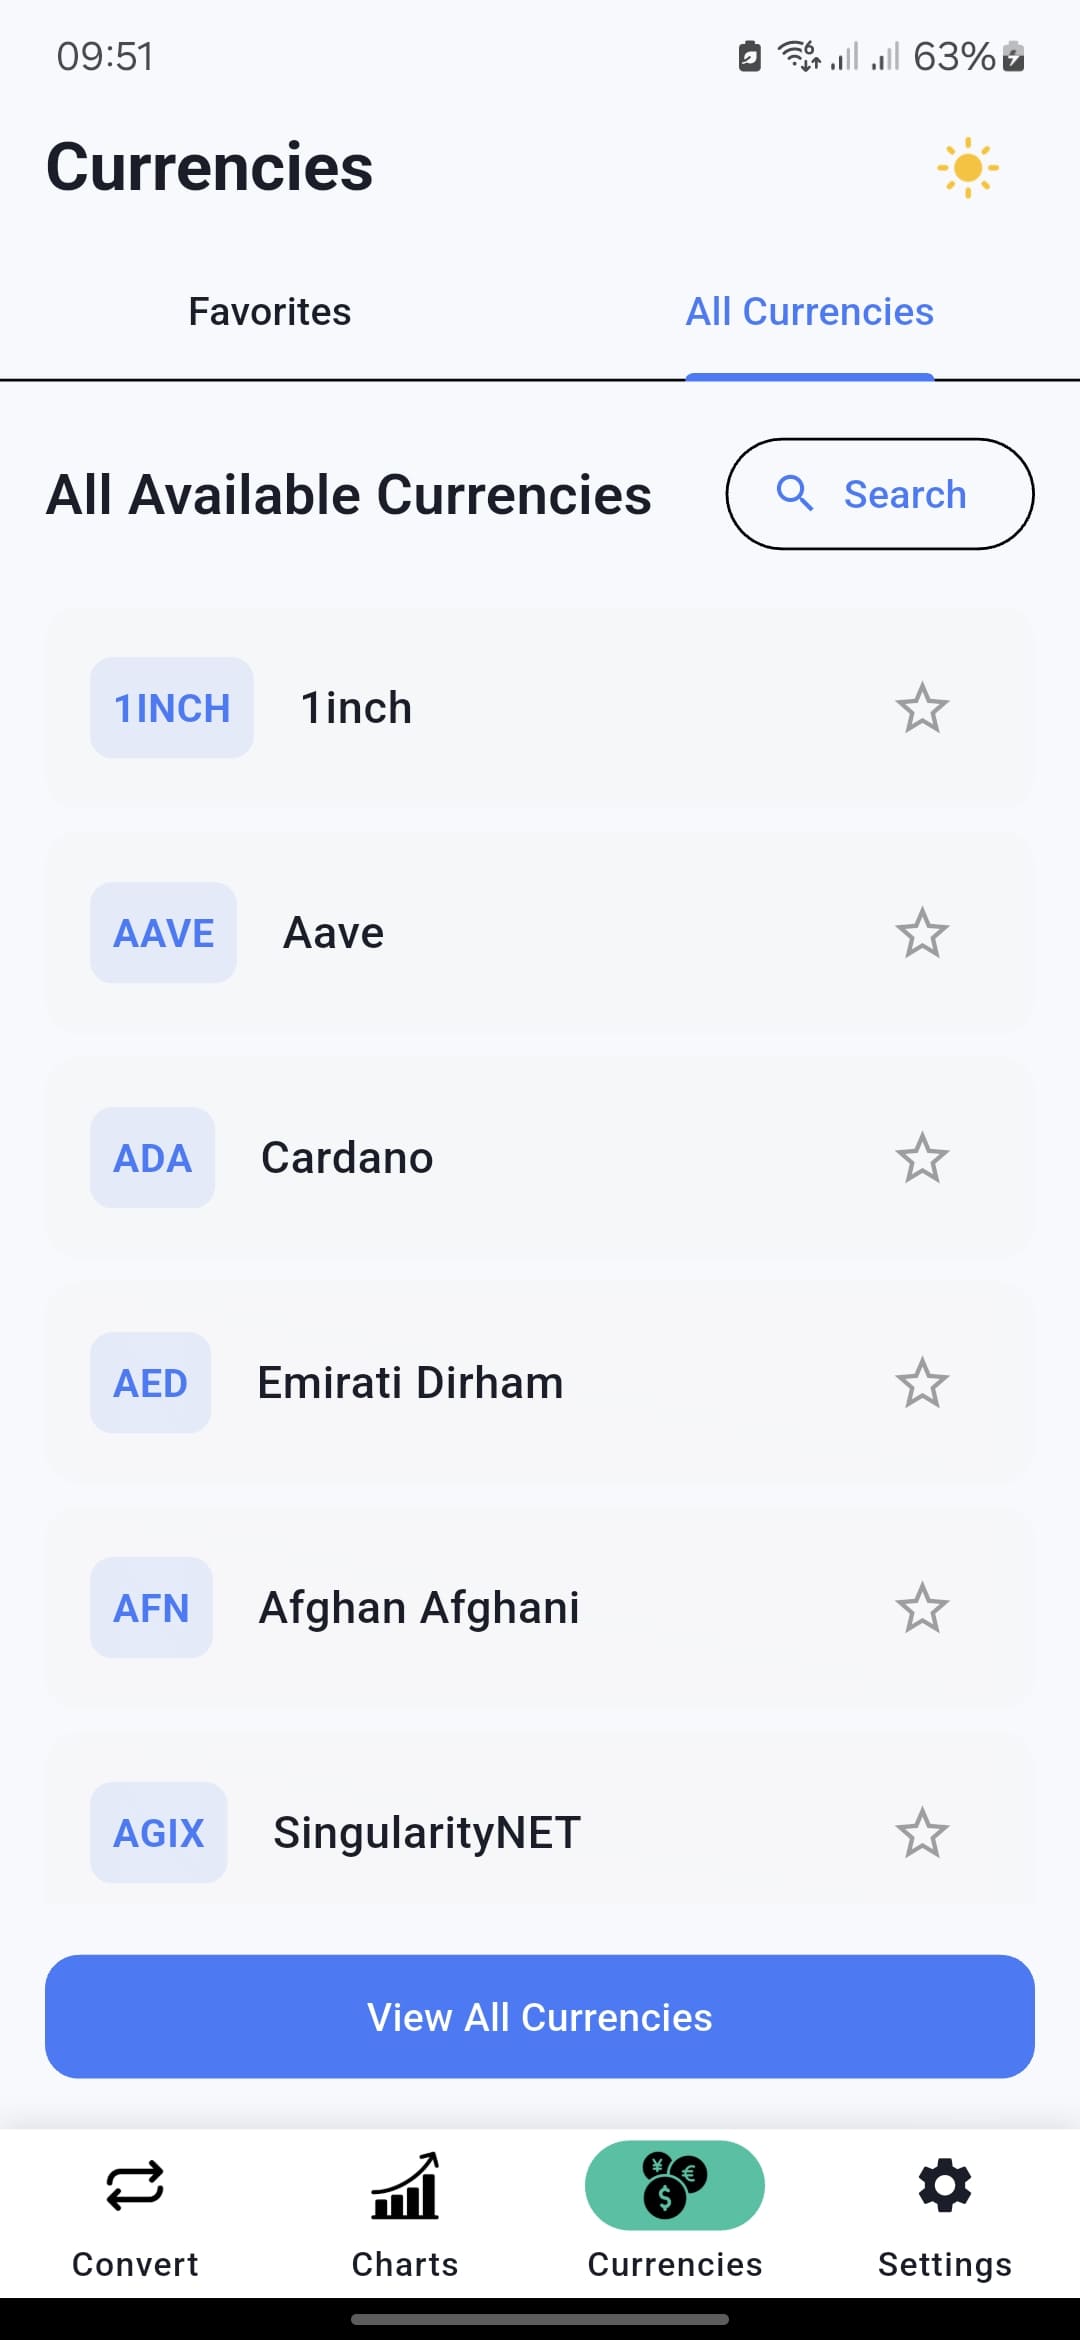 09:51 63%
Currencies
Favorites All Currencies
All Available Currencies Search
1INCH 1inch
AAVE Aave
ADA Cardano
AED Emirati Dirham
AFN Afghan Afghani
AGIX SingularityNET
View All Currencies
Convert Charts Currencies Settings